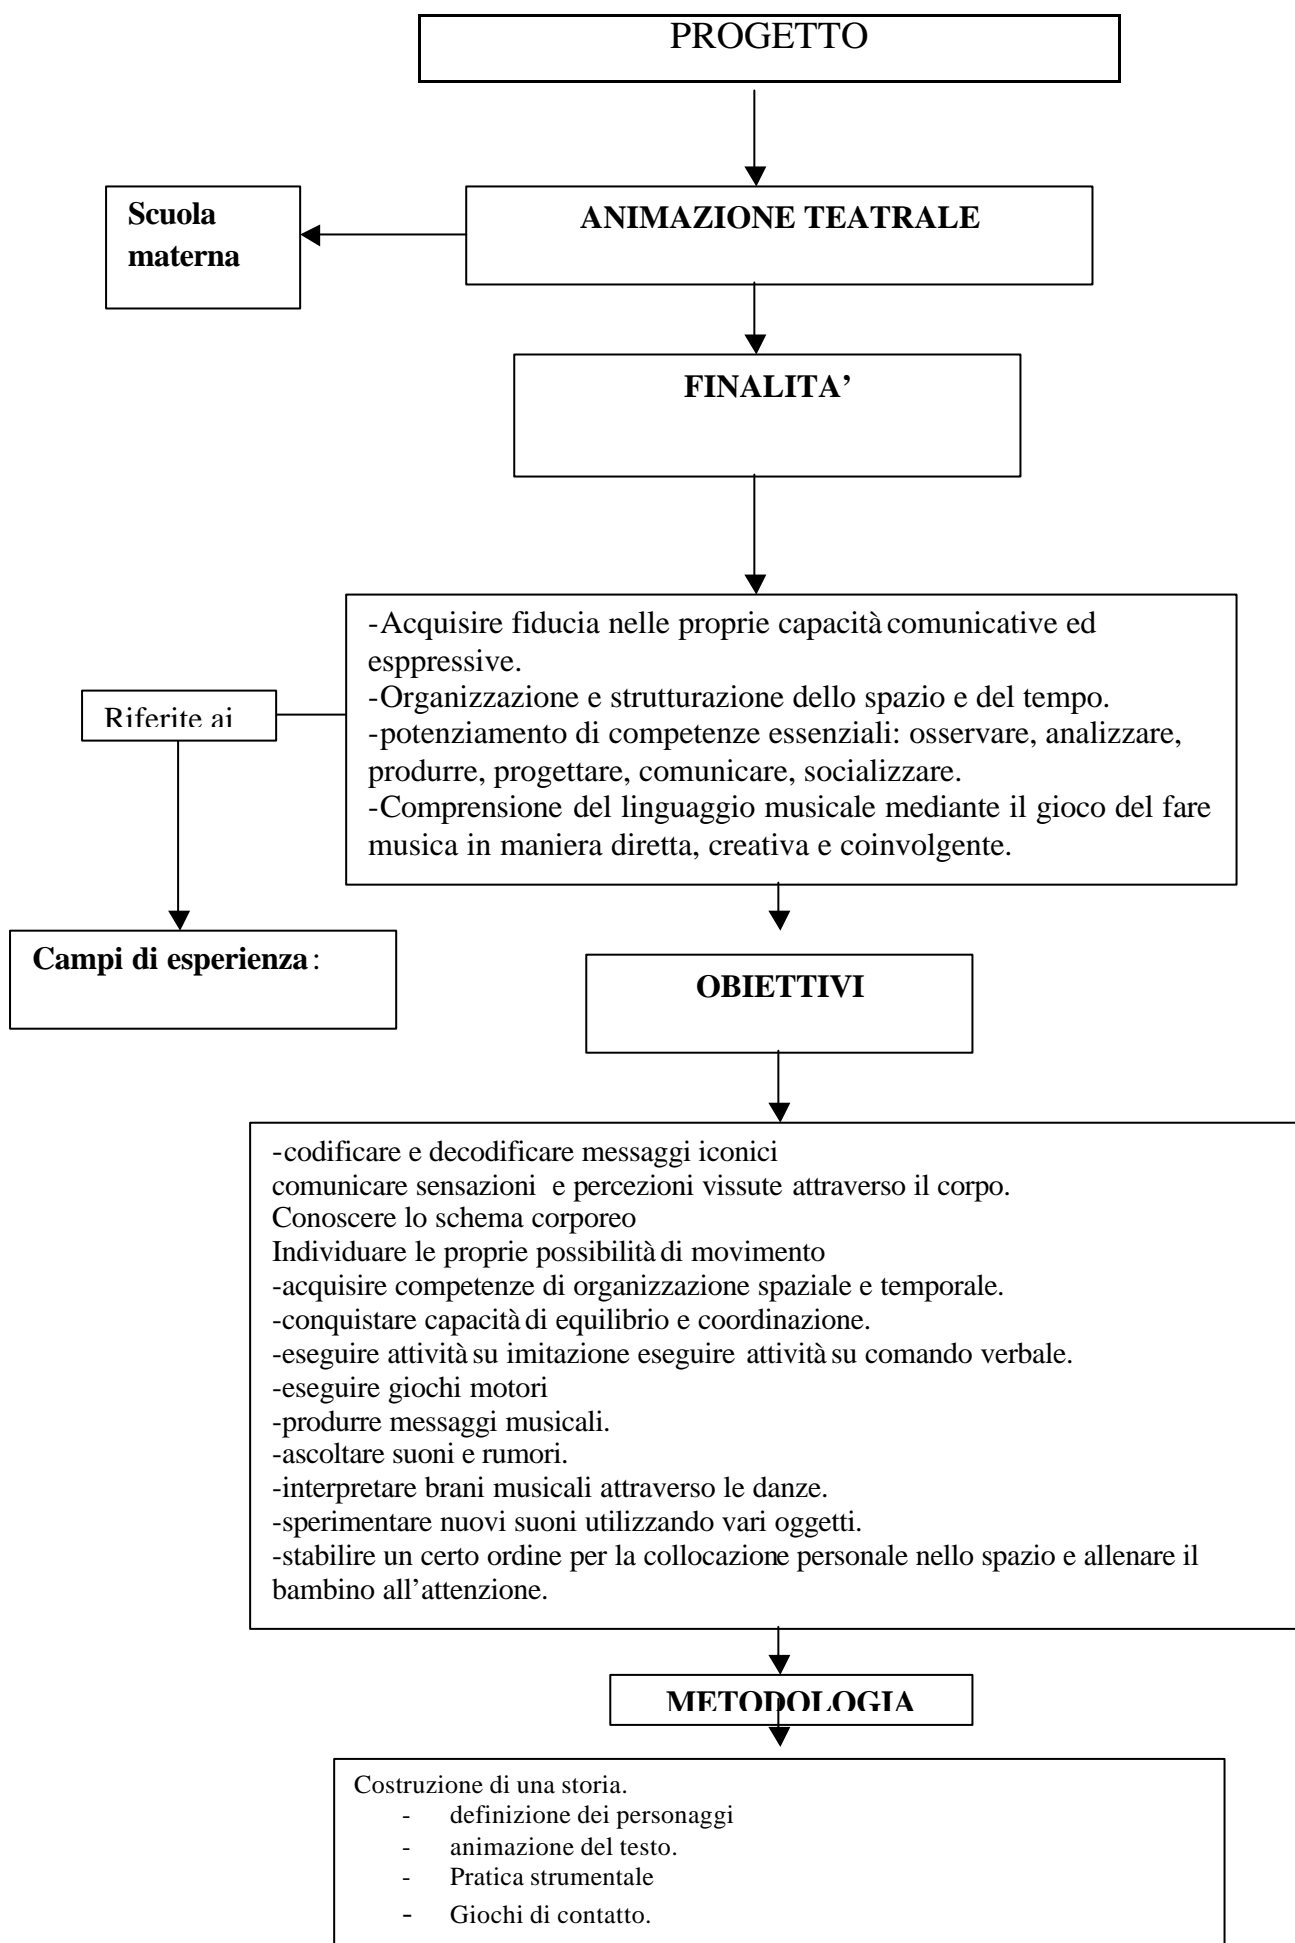 PROGETTO
Scuola
materna
ANIMAZIONE TEATRALE
FINALITA’
-Acquisire fiducia nelle proprie capacità comunicative ed
esppressive.
-Organizzazione e strutturazione dello spazio e del tempo.
-potenziamento di competenze essenziali: osservare, analizzare,
produrre, progettare, comunicare, socializzare.
-Comprensione del linguaggio musicale mediante il gioco del fare
musica in maniera diretta, creativa e coinvolgente.
Riferite ai
Campi di esperienza:
OBIETTIVI
-codificare e decodificare messaggi iconici
comunicare sensazioni e percezioni vissute attraverso il corpo.
Conoscere lo schema corporeo
Individuare le proprie possibilità di movimento
-acquisire competenze di organizzazione spaziale e temporale.
-conquistare capacità di equilibrio e coordinazione.
-eseguire attività su imitazione eseguire attività su comando verbale.
-eseguire giochi motori
-produrre messaggi musicali.
-ascoltare suoni e rumori.
-interpretare brani musicali attraverso le danze.
-sperimentare nuovi suoni utilizzando vari oggetti.
-stabilire un certo ordine per la collocazione personale nello spazio e allenare il
bambino all’attenzione.
METODOLOGIA
Costruzione di una storia.
- definizione dei personaggi
- animazione del testo.
- Pratica strumentale
- Giochi di contatto.